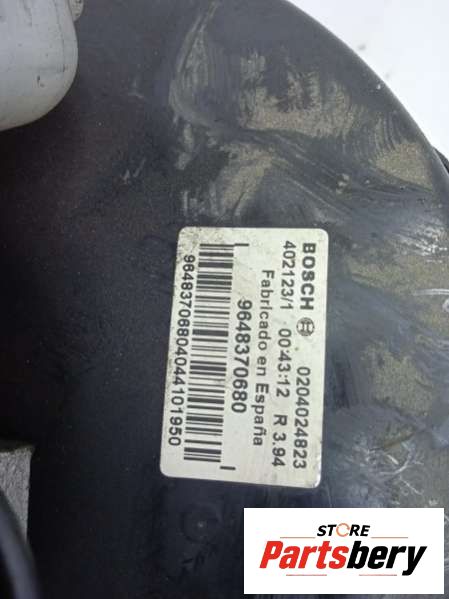 BOSCH 0204024823
402123/1 00:43:12 R 3.94
Fabricado en España
9648370680
96483706804044101950
STORE
Partsbery